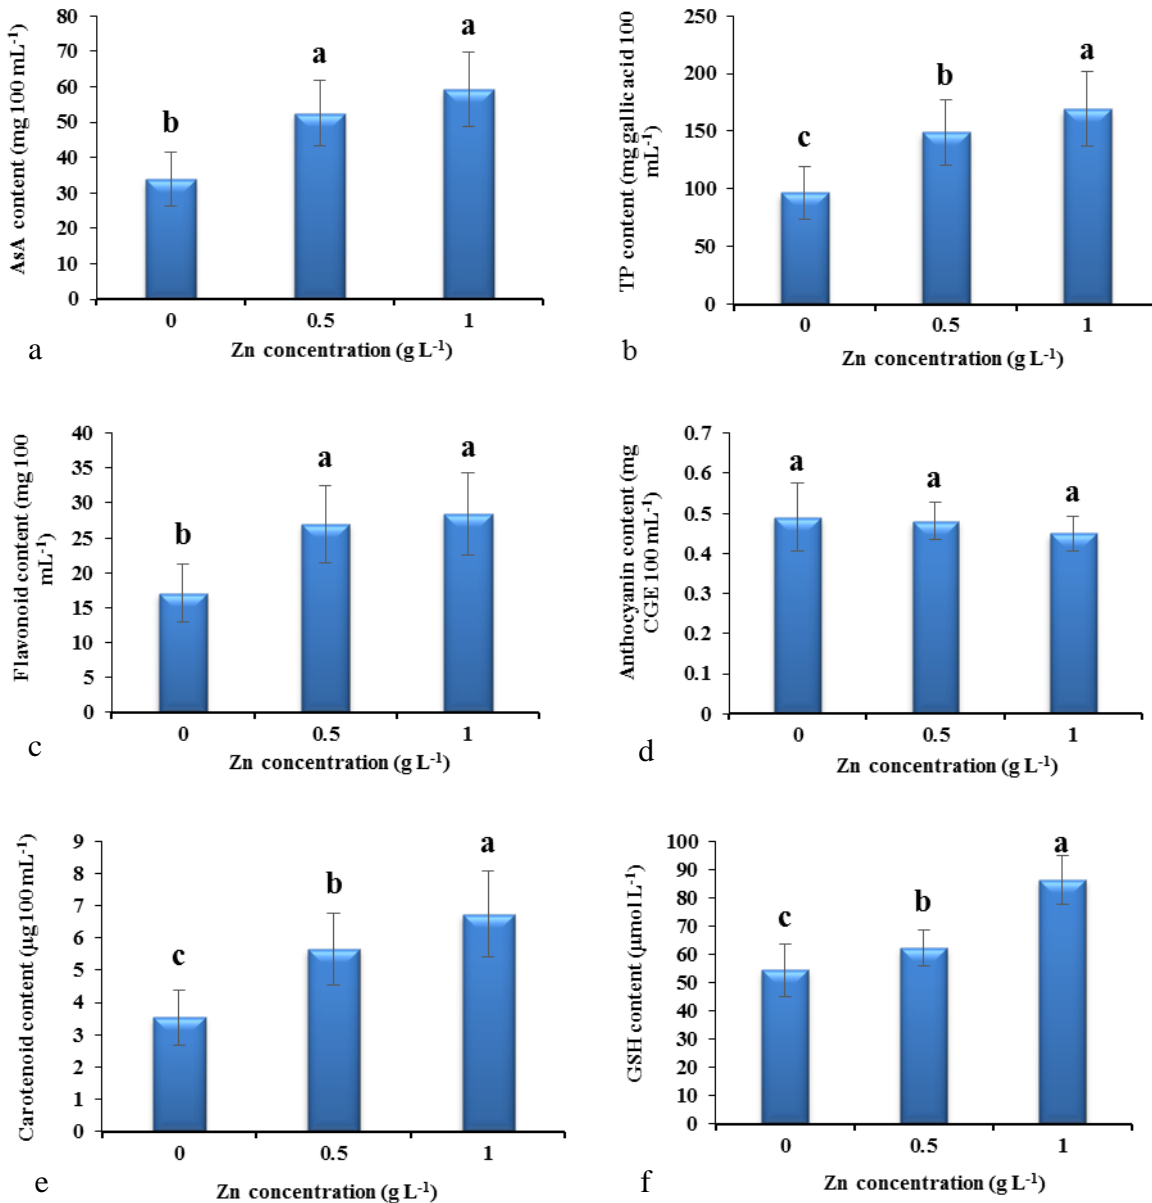 AsA content (mg 100 mL-1)
80
70
60
50
40
30
20
10
0
b
a
a
0 0.5 1
Zn concentration (g L-1)
a
TP content (mg gallic acid 100
mL-1)
250
200
150
100
50
0
c
b
a
0 0.5 1
Zn concentration (g L-1)
b
Flavonoid content (mg 100
mL-1)
40
35
30
25
20
15
10
5
0
b
a
a
0 0.5 1
Zn concentration (g L-1)
c
Anthocyanin content (mg
CGE 100 mL-1)
0.7
0.6
0.5
0.4
0.3
0.2
0.1
0
a
a
a
0 0.5 1
Zn concentration (g L-1)
d
Carotenoid content (µg 100 mL-1)
9
8
7
6
5
4
3
2
1
0
c
b
a
0 0.5 1
Zn concentration (g L-1)
e
GSH content (µmol L-1)
100
90
80
70
60
50
40
30
20
10
0
c
b
a
0 0.5 1
Zn concentration (g L-1)
f